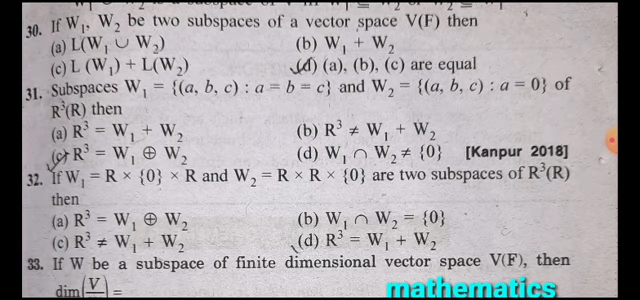 30. If W₁, W₂ be two subspaces of a vector space V(F) then
(a) L(W₁ ∪ W₂) (b) W₁ + W₂
(c) L (W₁) + L(W₂) (d) (a), (b), (c) are equal
31. Subspaces W₁ = {(a, b, c) : a = b = c} and W₂ = {(a, b, c) : a = 0} of
R³(R) then
(a) R³ = W₁ + W₂ (b) R³ ≠ W₁ + W₂
(c) R³ = W₁ ⊕ W₂ (d) W₁ ∩ W₂ ≠ {0} [Kanpur 2018]
32. If W₁ = R × {0} × R and W₂ = R × R × {0} are two subspaces of R³(R)
then
(a) R³ = W₁ ⊕ W₂ (b) W₁ ∩ W₂ = {0}
(c) R³ ≠ W₁ + W₂ (d) R³ = W₁ + W₂
33. If W be a subspace of finite dimensional vector space V(F), then
dim(V =
mathematics